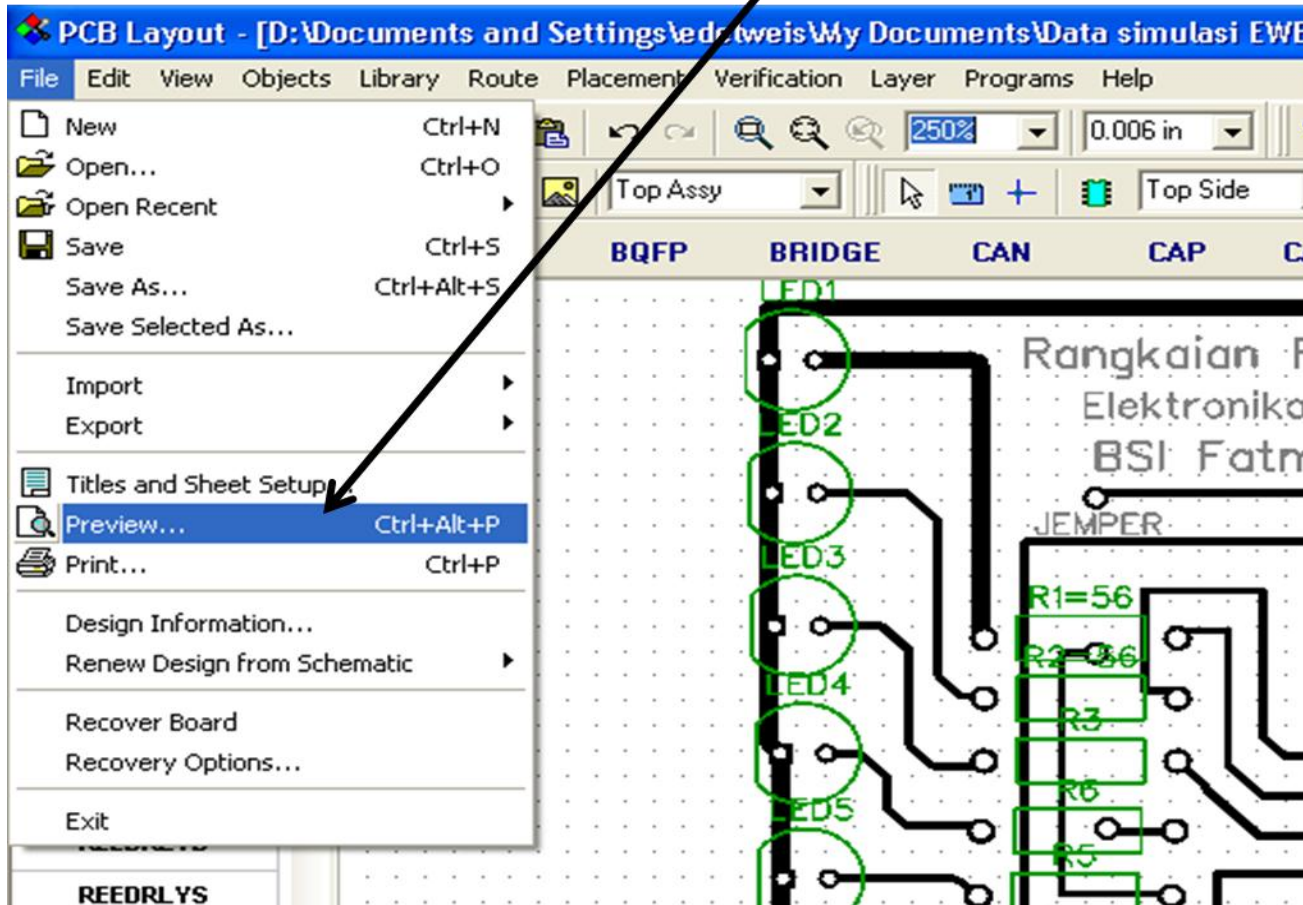 PCB Layout - [D:\Documents and Settings\edelweis\My Documents\Data simulasi EWB
File Edit View Objects Library Route Placement Verification Layer Programs Help
250% 0.006 in
Top Assy Top Side
BQFP BRIDGE CAN CAP
New Ctrl+N
Open... Ctrl+O
Open Recent
Save Ctrl+S
Save As... Ctrl+Alt+S
Save Selected As...
Import
Export
Titles and Sheet Setup...
Preview... Ctrl+Alt+P
Print... Ctrl+P
Design Information...
Renew Design from Schematic
Recover Board
Recovery Options...
Exit
REEDRLYS
LED1
LED2
LED3
LED4
LED5
Rangkaian
Elektronika
BSI
JEMPER
R1=56
R2=56
R3
R6
R5